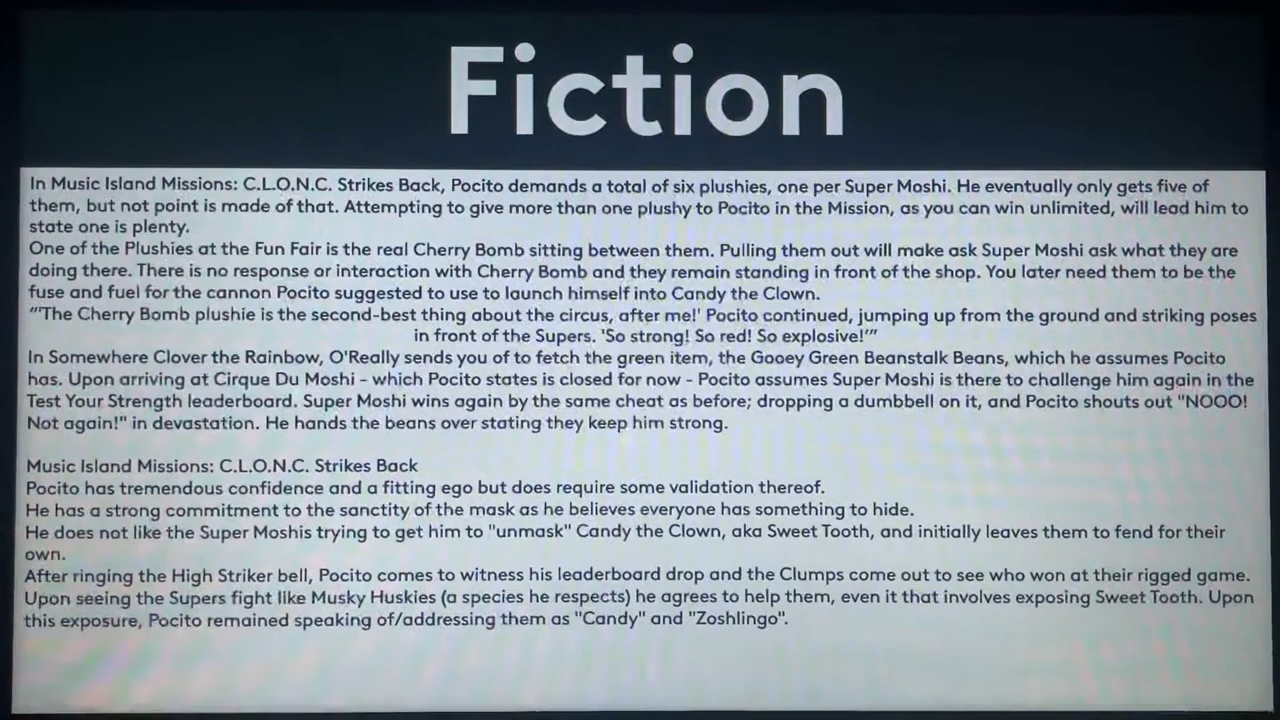 Fiction
In Music Island Missions: C.L.O.N.C. Strikes Back, Pocito demands a total of six plushies, one per Super Moshi. He eventually only gets five of
them, but not point is made of that. Attempting to give more than one plushy to Pocito in the Mission, as you can win unlimited, will lead him to
state one is plenty.
One of the Plushies at the Fun Fair is the real Cherry Bomb sitting between them. Pulling them out will make ask Super Moshi ask what they are
doing there. There is no response or interaction with Cherry Bomb and they remain standing in front of the shop. You later need them to be the
fuse and fuel for the cannon Pocito suggested to use to launch himself into Candy the Clown.
“'The Cherry Bomb plushie is the second-best thing about the circus, after me!' Pocito continued, jumping up from the ground and striking poses
in front of the Supers. 'So strong! So red! So explosive!'”
In Somewhere Clover the Rainbow, O'Really sends you of to fetch the green item, the Gooey Green Beanstalk Beans, which he assumes Pocito
has. Upon arriving at Cirque Du Moshi - which Pocito states is closed for now - Pocito assumes Super Moshi is there to challenge him again in the
Test Your Strength leaderboard. Super Moshi wins again by the same cheat as before; dropping a dumbbell on it, and Pocito shouts out "NOOO!
Not again!" in devastation. He hands the beans over stating they keep him strong.
Music Island Missions: C.L.O.N.C. Strikes Back
Pocito has tremendous confidence and a fitting ego but does require some validation thereof.
He has a strong commitment to the sanctity of the mask as he believes everyone has something to hide.
He does not like the Super Moshis trying to get him to "unmask" Candy the Clown, aka Sweet Tooth, and initially leaves them to fend for their
own.
After ringing the High Striker bell, Pocito comes to witness his leaderboard drop and the Clumps come out to see who won at their rigged game.
Upon seeing the Supers fight like Musky Huskies (a species he respects) he agrees to help them, even it that involves exposing Sweet Tooth. Upon
this exposure, Pocito remained speaking of/addressing them as "Candy" and "Zoshlingo".